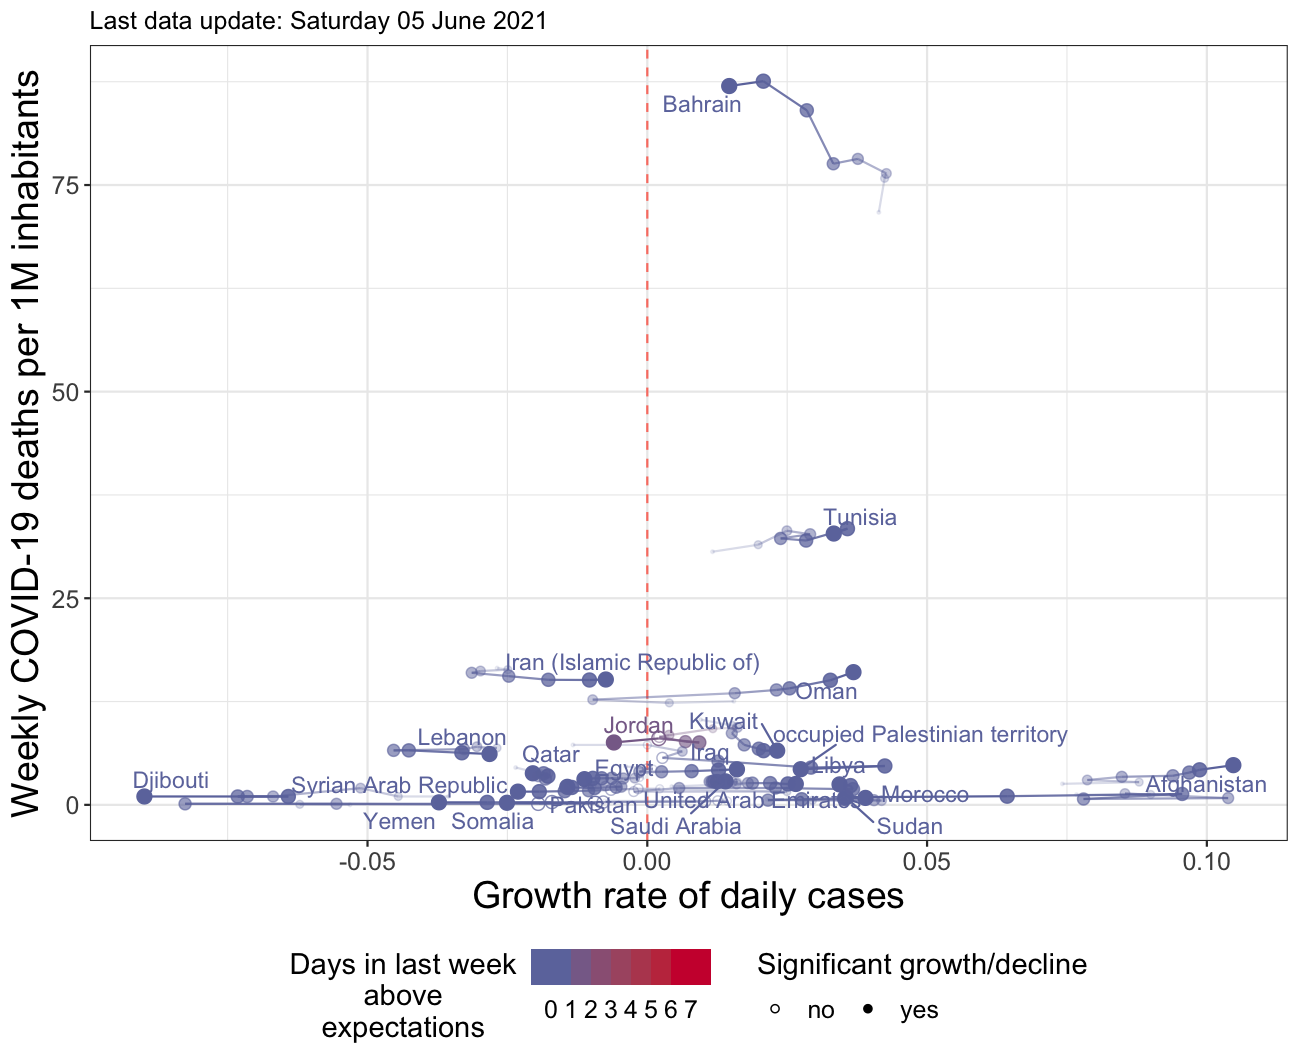 Last data update: Saturday 05 June 2021
Weekly COVID-19 deaths per 1M inhabitants
75
50
25
0
Bahrain
Tunisia
Iran (Islamic Republic of)
Oman
Jordan
Kuwait
Lebanon
occupied Palestinian territory
Qatar
Iraq
Egypt
Libya
Djibouti
Syrian Arab Republic
Afghanistan
Pakistan
United Arab Emirates
Morocco
Yemen
Somalia
Saudi Arabia
Sudan
-0.05
0.00
0.05
0.10
Growth rate of daily cases
Days in last week
above
expectations
0 1 2 3 4 5 6 7
Significant growth/decline
no
yes